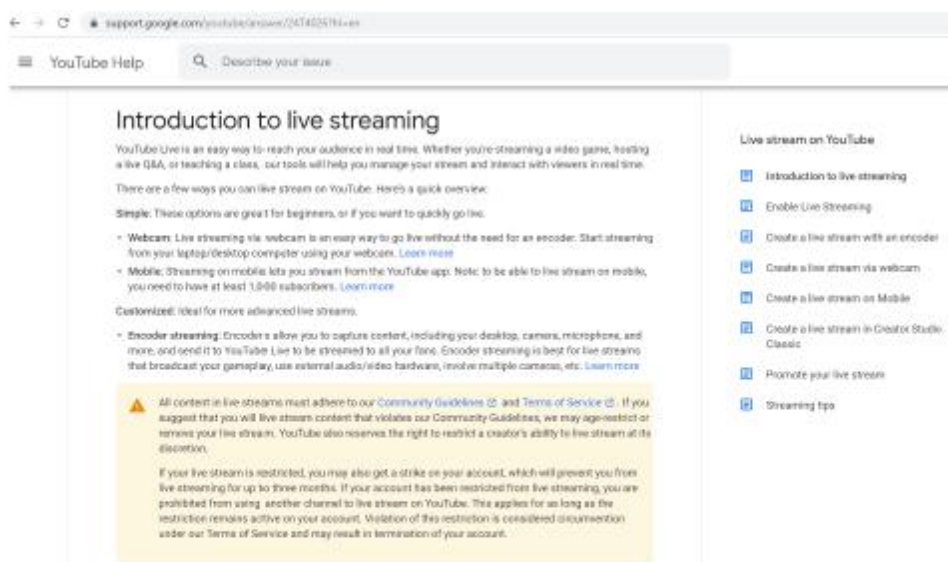 support.google.com/youtube/answer/2474026?hl=en
YouTube Help
Describe your issue
Introduction to live streaming
YouTube Live is an easy way to reach your audience in real time. Whether you're streaming a video game, hosting
a live Q&A, or teaching a class, our tools will help you manage your stream and interact with viewers in real time.
There are a few ways you can live stream on YouTube. Here's a quick overview:
Simple: These options are great for beginners, or if you want to quickly go live.
• Webcam: Live streaming via webcam is an easy way to go live without the need for an encoder. Start streaming
from your laptop/desktop computer using your webcam. Learn more
• Mobile: Streaming on mobile lets you stream from the YouTube app. Note: to be able to live stream on mobile,
you need to have at least 1,000 subscribers. Learn more
Customized: Ideal for more advanced live streams.
• Encoder streaming: Encoders allow you to capture content, including your desktop, camera, microphone, and
more, and send it to YouTube Live to be streamed to all your fans. Encoder streaming is best for live streams
that broadcast your gameplay, use external audio/video hardware, involve multiple cameras, etc. Learn more
All content in live streams must adhere to our Community Guidelines and Terms of Service. If you
suggest that you will live stream content that violates our Community Guidelines, we may age-restrict or
remove your live stream. YouTube also reserves the right to restrict a creator's ability to live stream at its
discretion.
If your live stream is restricted, you may also get a strike on your account, which will prevent you from
live streaming for up to three months. If your account has been restricted from live streaming, you are
prohibited from using another channel to live stream on YouTube. This applies for as long as the
restriction remains active on your account. Violation of this restriction is considered circumvention
under our Terms of Service and may result in termination of your account.
Live stream on YouTube
Introduction to live streaming
Enable Live Streaming
Create a live stream with an encoder
Create a live stream via webcam
Create a live stream on Mobile
Create a live stream in Creator Studio
Classic
Promote your live stream
Streaming tips